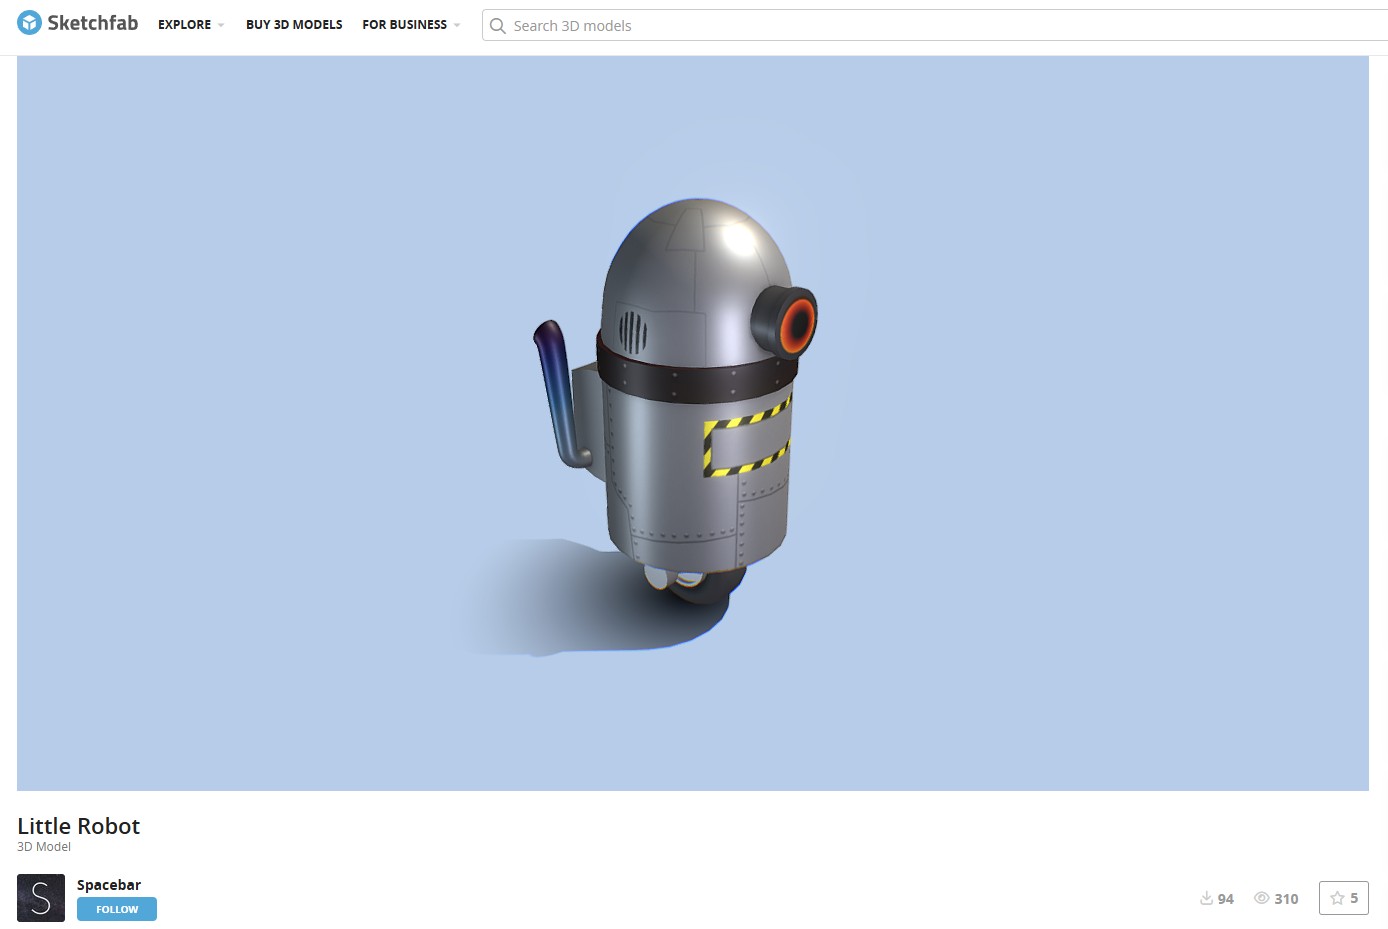 Sketchfab EXPLORE BUY 3D MODELS FOR BUSINESS Search 3D models
Little Robot
3D Model
S
Spacebar
FOLLOW
94 310 5